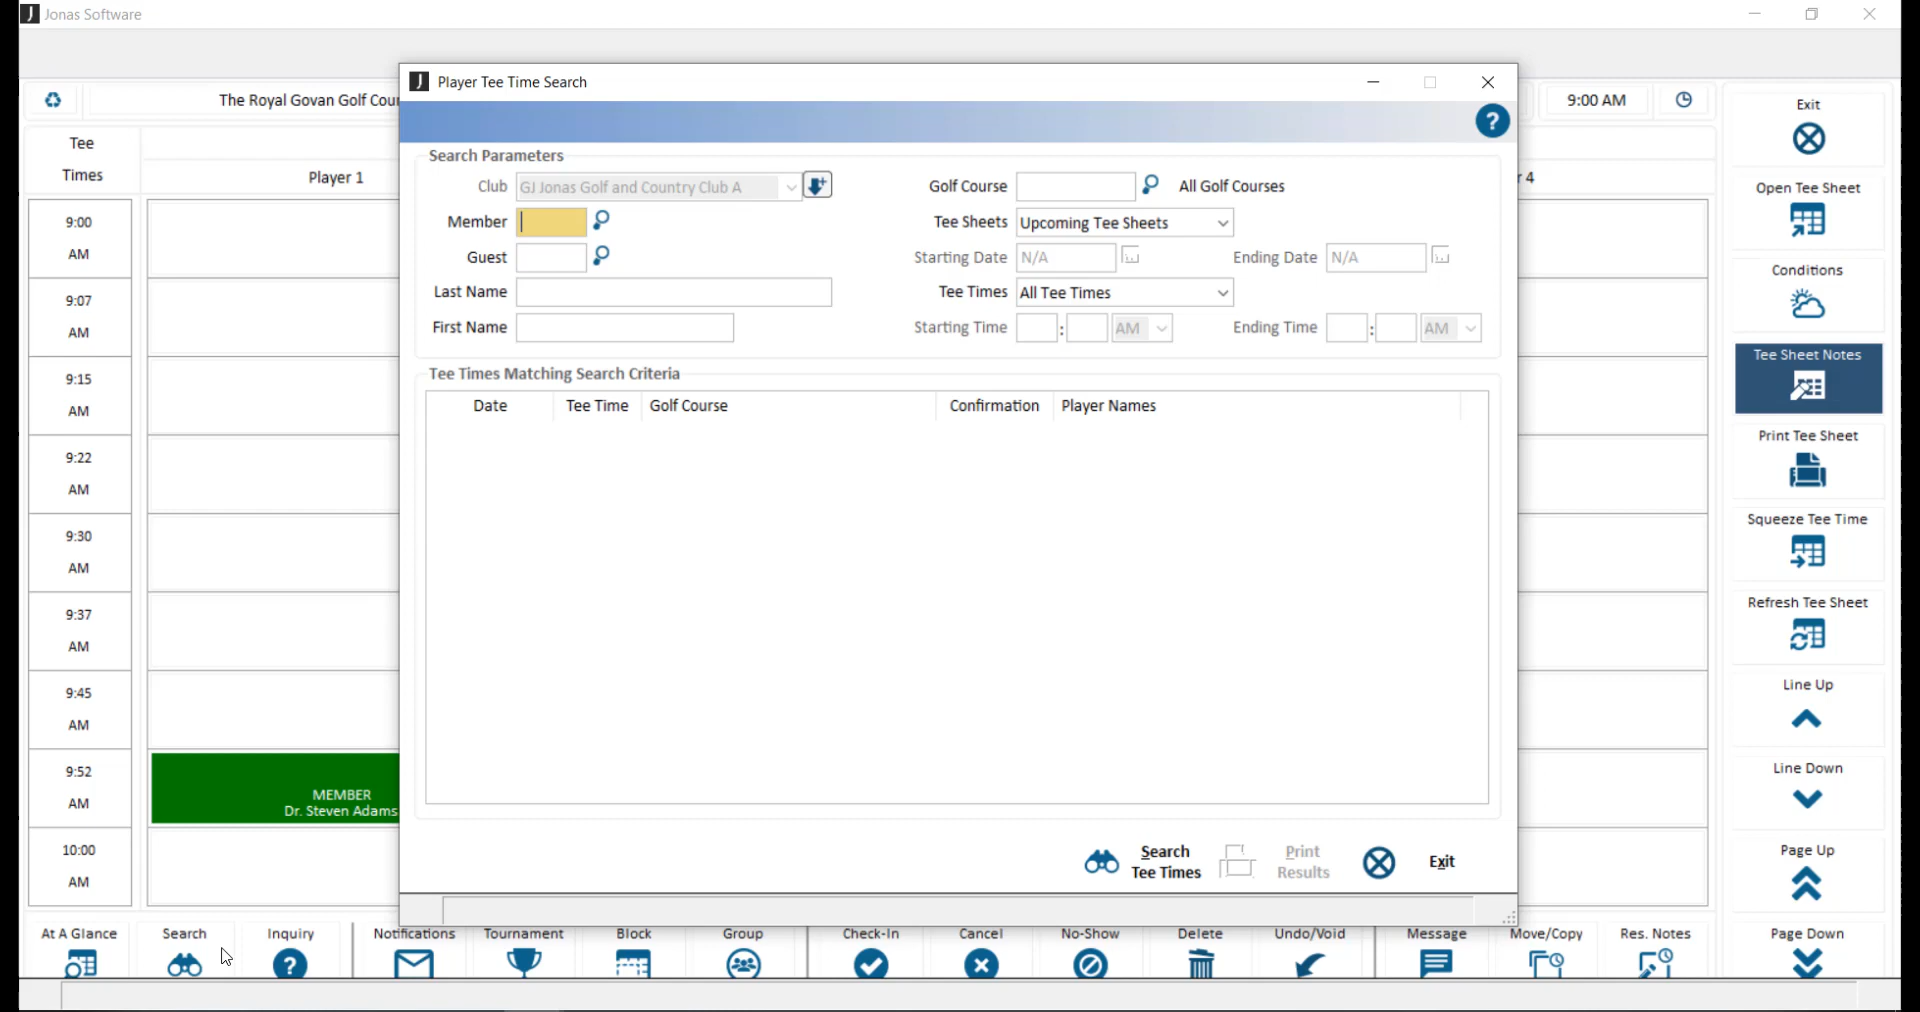 Jonas Software
The Royal Govan Golf Cou
9:00 AM
Tee
Times
Player 1
r 4
9:00
AM
9:07
AM
9:15
AM
9:22
AM
9:30
AM
9:37
AM
9:45
AM
9:52
AM
10:00
AM
MEMBER
Dr. Steven Adams
Player Tee Time Search
?
Search Parameters
Club GJ Jonas Golf and Country Club A
Golf Course All Golf Courses
Member
Tee Sheets Upcoming Tee Sheets
Guest
Starting Date N/A Ending Date N/A
Last Name
Tee Times All Tee Times
First Name
Starting Time : AM Ending Time : AM
Tee Times Matching Search Criteria
Date Tee Time Golf Course Confirmation Player Names
Search
Tee Times
Print
Results
Exit
Exit
Open Tee Sheet
Conditions
Tee Sheet Notes
Print Tee Sheet
Squeeze Tee Time
Refresh Tee Sheet
Line Up
Line Down
Page Up
Page Down
At A Glance Search Inquiry Notifications Tournament Block Group Check-In Cancel No-Show Delete Undo/Void Message Move/Copy Res. Notes
?